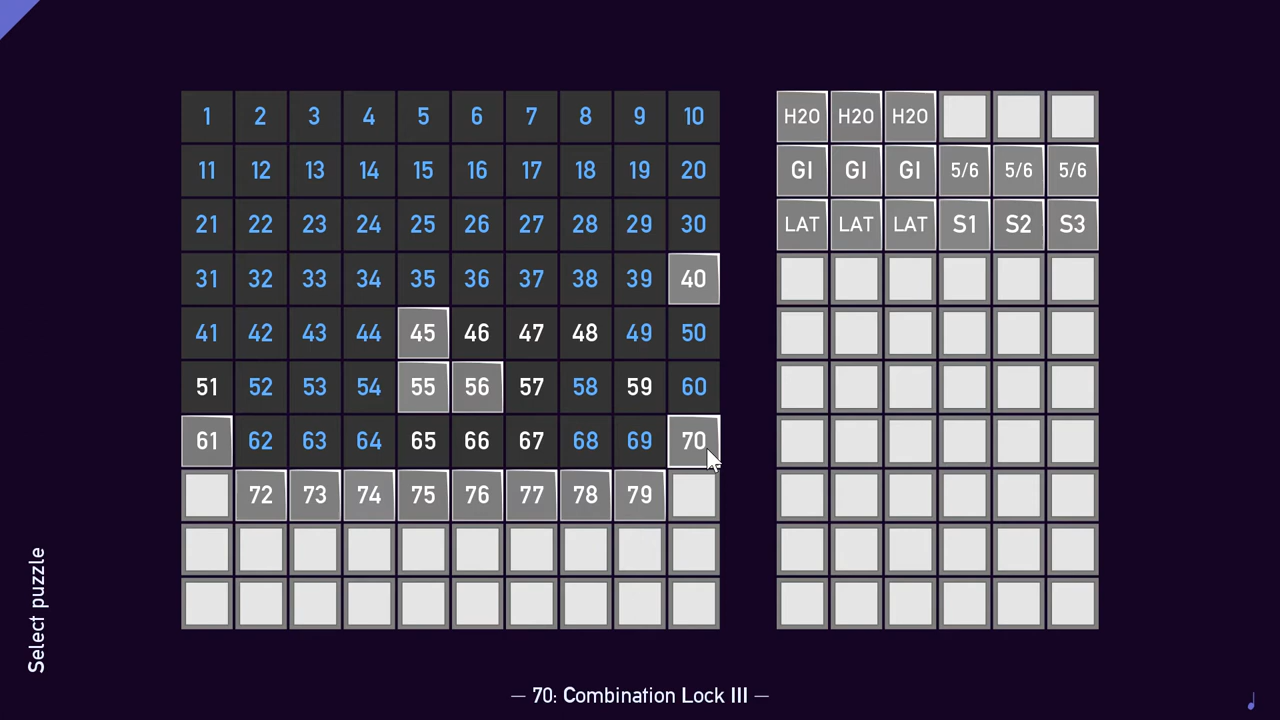 1 2 3 4 5 6 7 8 9 10 H2O H2O H2O
11 12 13 14 15 16 17 18 19 20 GI GI GI 5/6 5/6 5/6
21 22 23 24 25 26 27 28 29 30 LAT LAT LAT S1 S2 S3
31 32 33 34 35 36 37 38 39 40
41 42 43 44 45 46 47 48 49 50
51 52 53 54 55 56 57 58 59 60
61 62 63 64 65 66 67 68 69 70
72 73 74 75 76 77 78 79
Select puzzle
— 70: Combination Lock III —